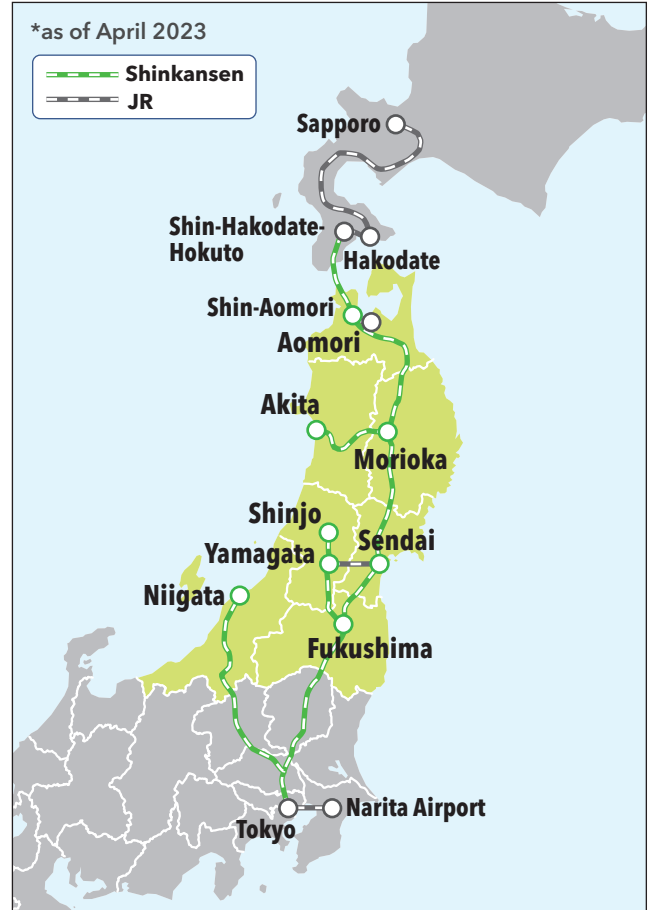 *as of April 2023
Shinkansen
JR
Sapporo
Shin-Hakodate-
Hokuto
Hakodate
Shin-Aomori
Aomori
Akita
Morioka
Shinjo
Sendai
Yamagata
Niigata
Fukushima
Tokyo
Narita Airport